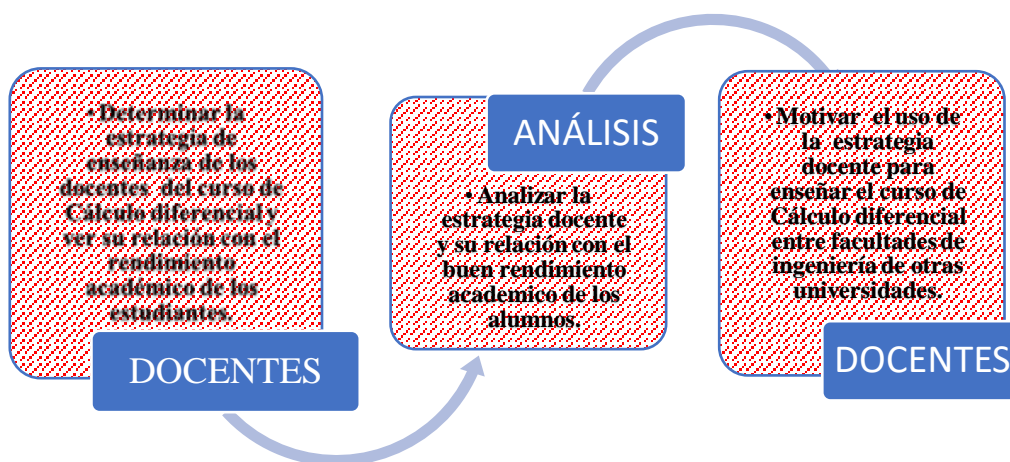 • Determinar la
estrategia de
enseñanza de los
docentes del curso de
Cálculo diferencial y
ver su relación con el
rendimiento
académico de los
estudiantes.
DOCENTES
ANÁLISIS
• Analizar la
estrategia docente
y su relación con el
buen rendimiento
academico de los
alumnos.
• Motivar el uso de
la estrategia
docente para
enseñar el curso de
Cálculo diferencial
entre facultades de
ingeniería de otras
universidades.
DOCENTES